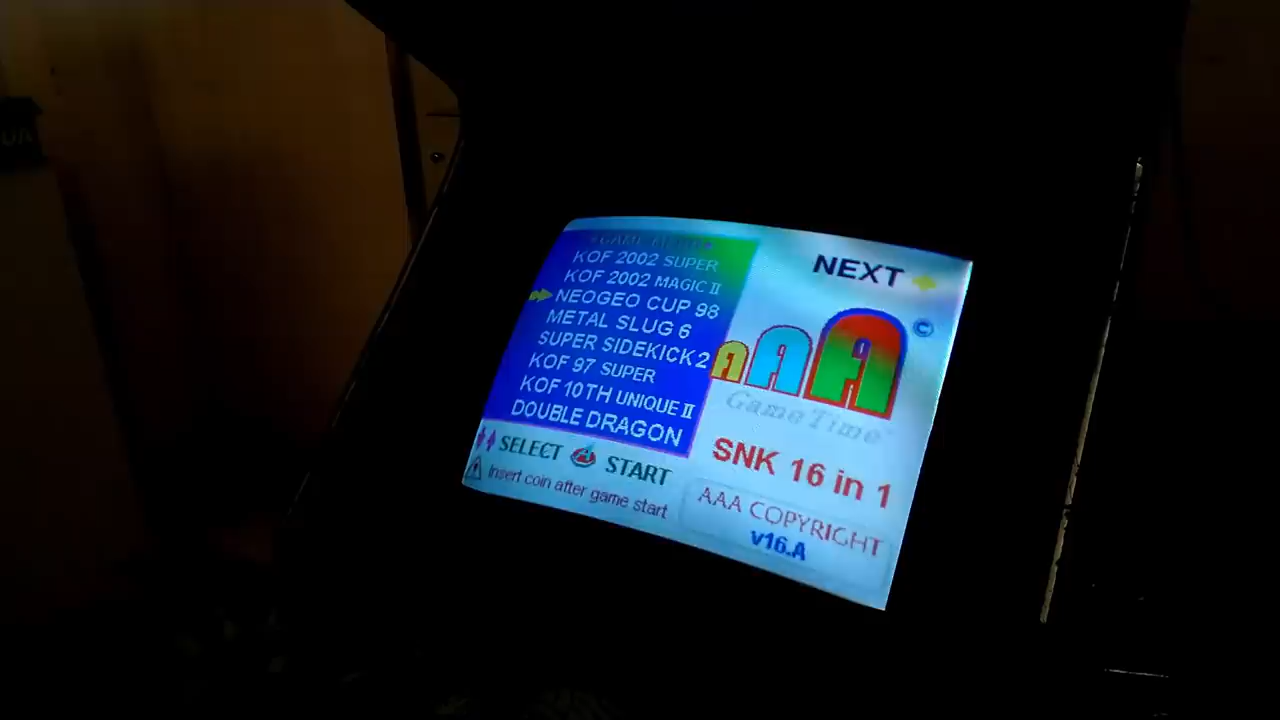 GAME MENU
KOF 2002 SUPER
KOF 2002 MAGIC II
NEOGEO CUP 98
METAL SLUG 6
SUPER SIDEKICK 2
KOF 97 SUPER
KOF 10TH UNIQUE II
DOUBLE DRAGON
SELECT A START
Insert coin after game start
NEXT
AAA ©
Game Time
SNK 16 in 1
AAA COPYRIGHT
v16.A